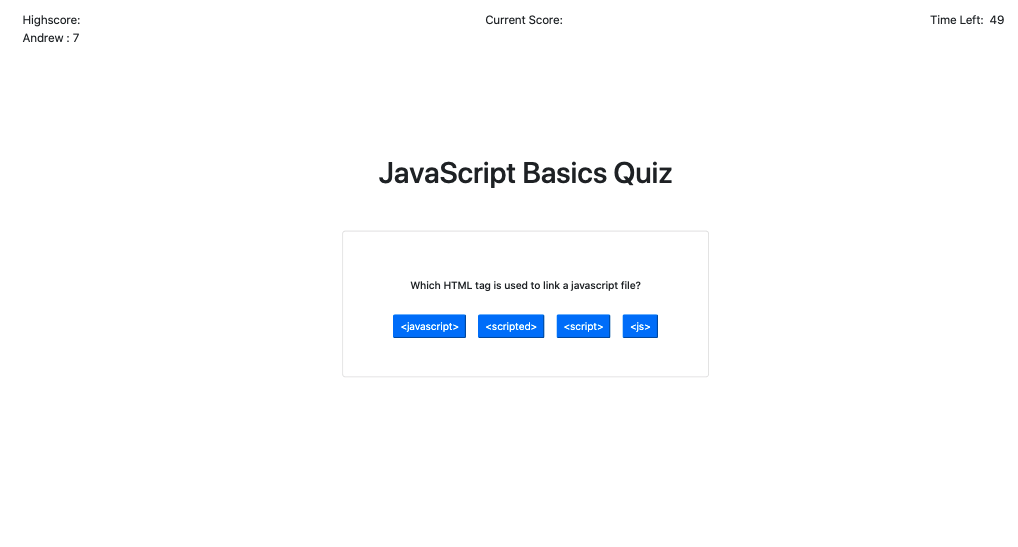 Highscore:
Current Score:
Time Left: 49
Andrew : 7
JavaScript Basics Quiz
Which HTML tag is used to link a javascript file?
<javascript> <scripted> <script> <js>